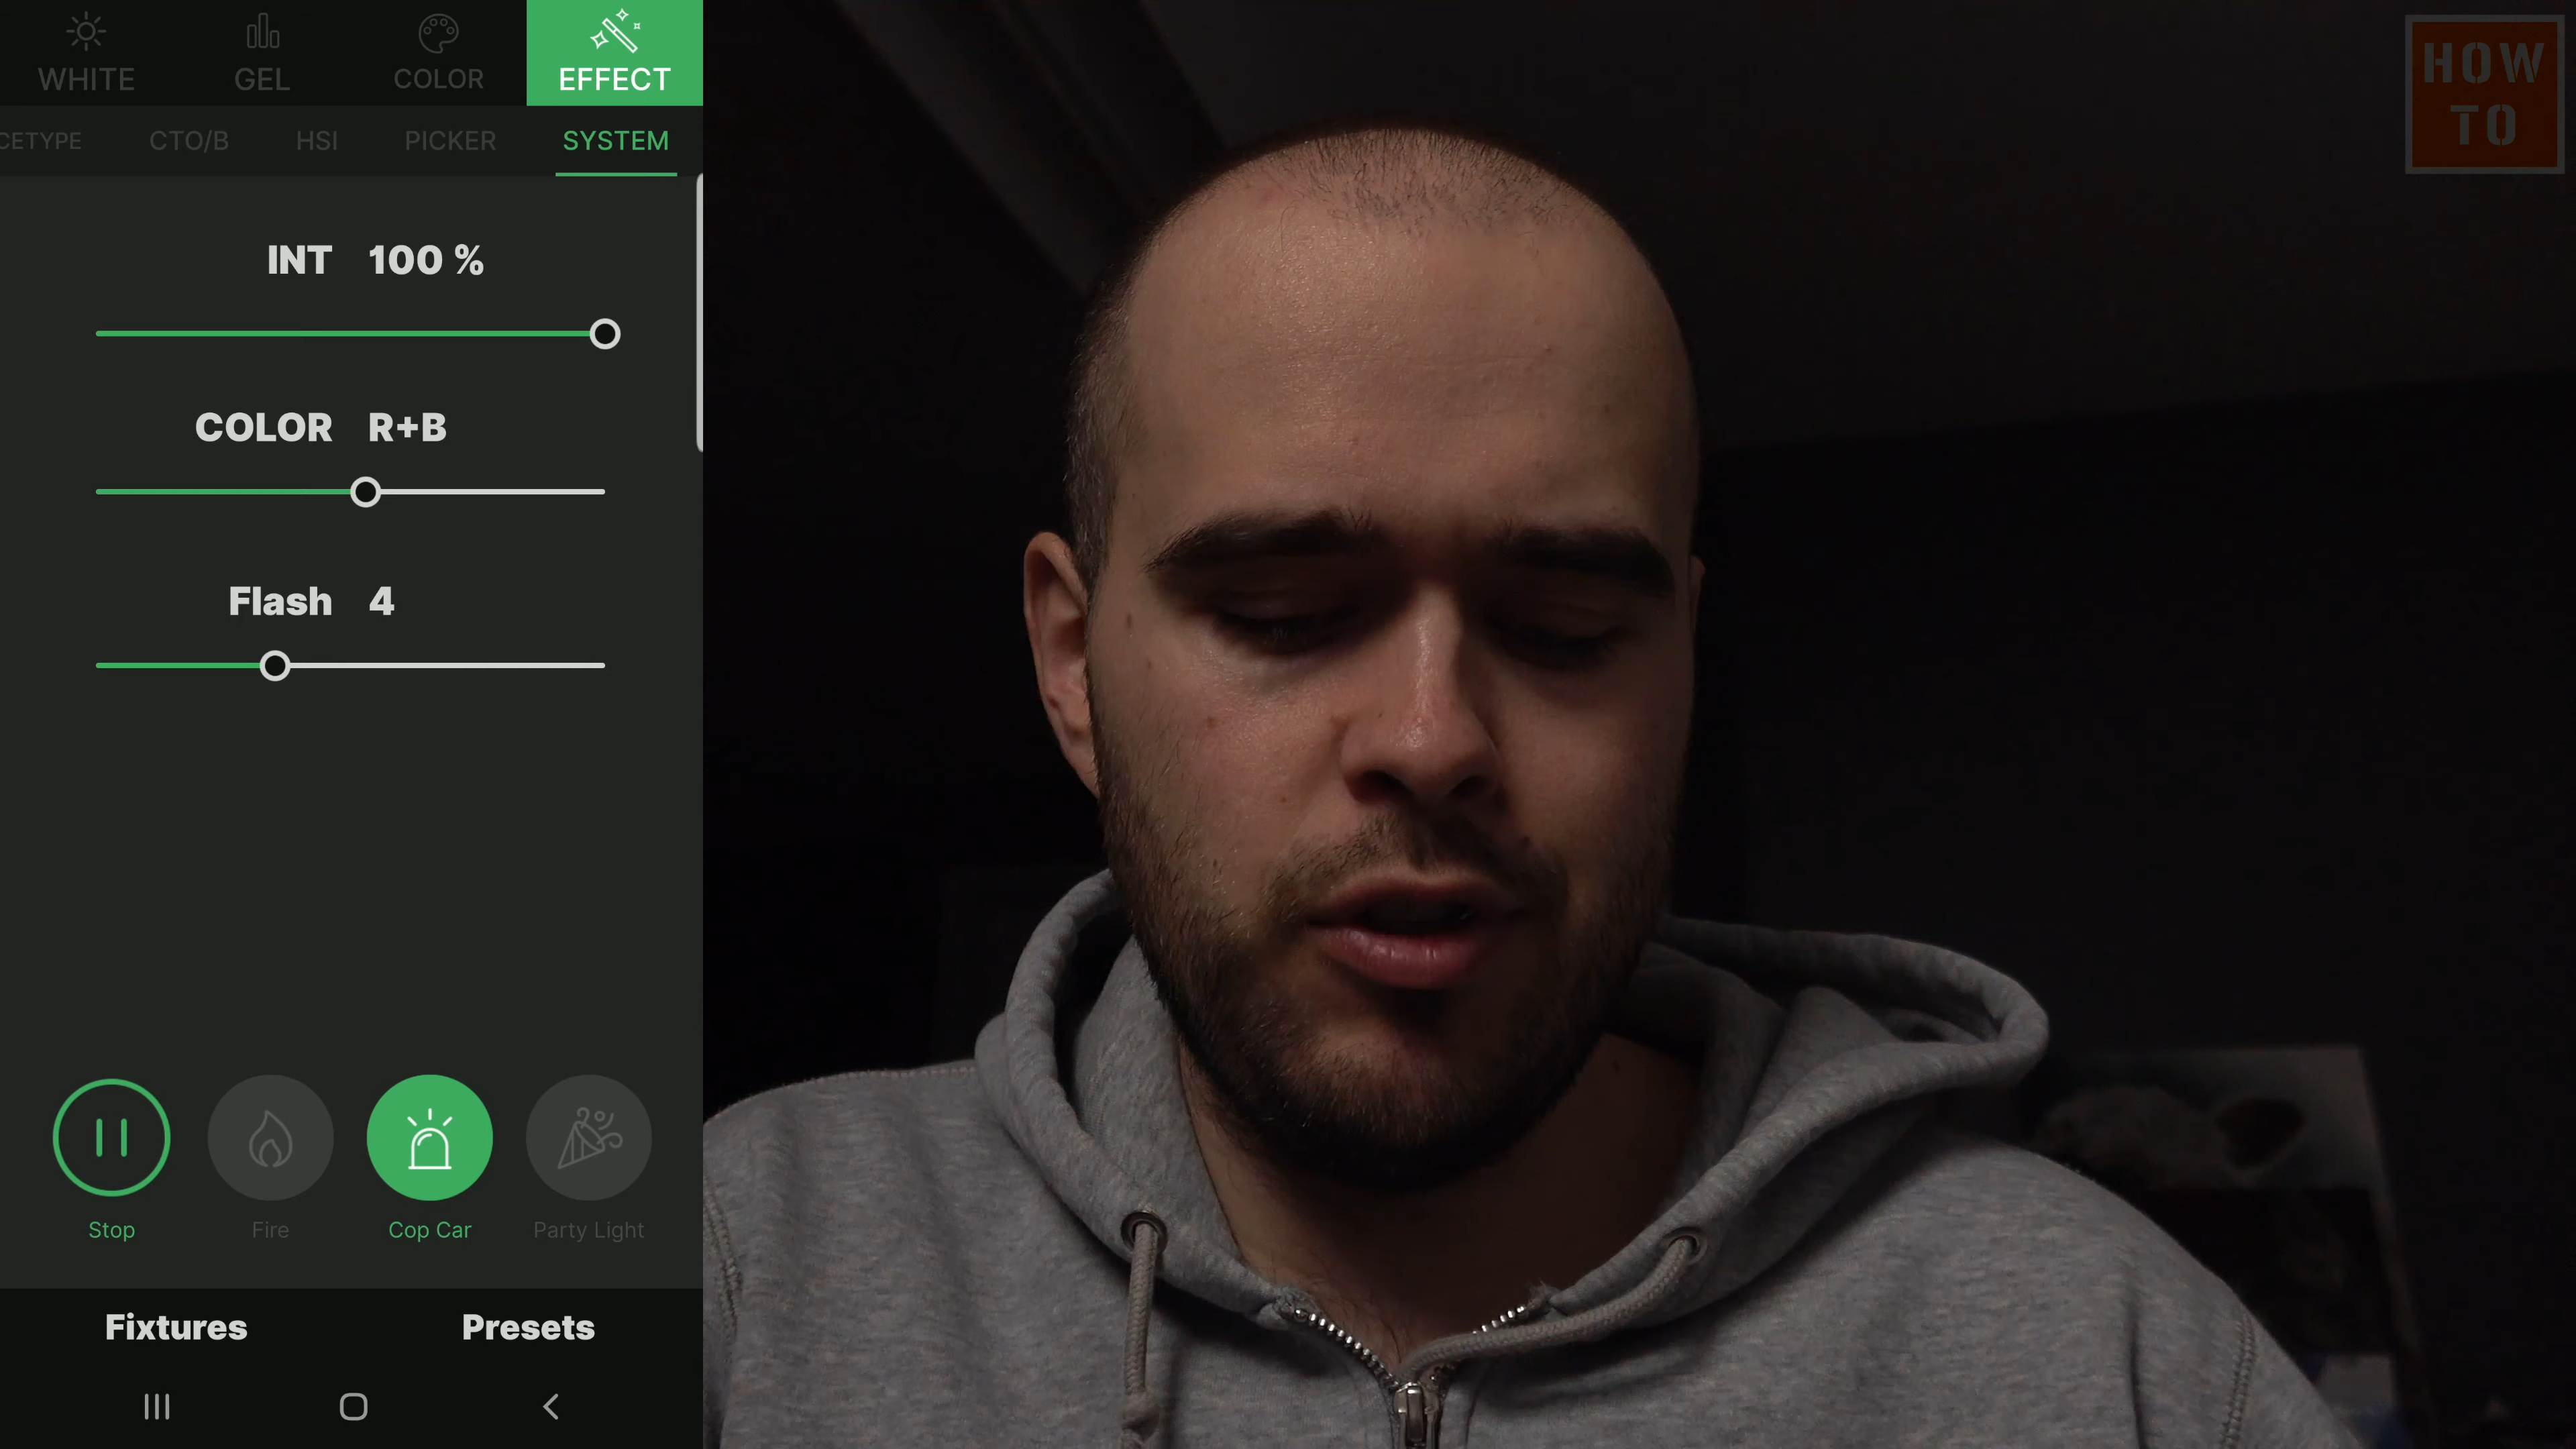 WHITE GEL COLOR EFFECT
CETYPE CTO/B HSI PICKER SYSTEM
INT 100 %
COLOR R+B
Flash 4
Stop Fire Cop Car Party Light
Fixtures Presets
HOW
TO